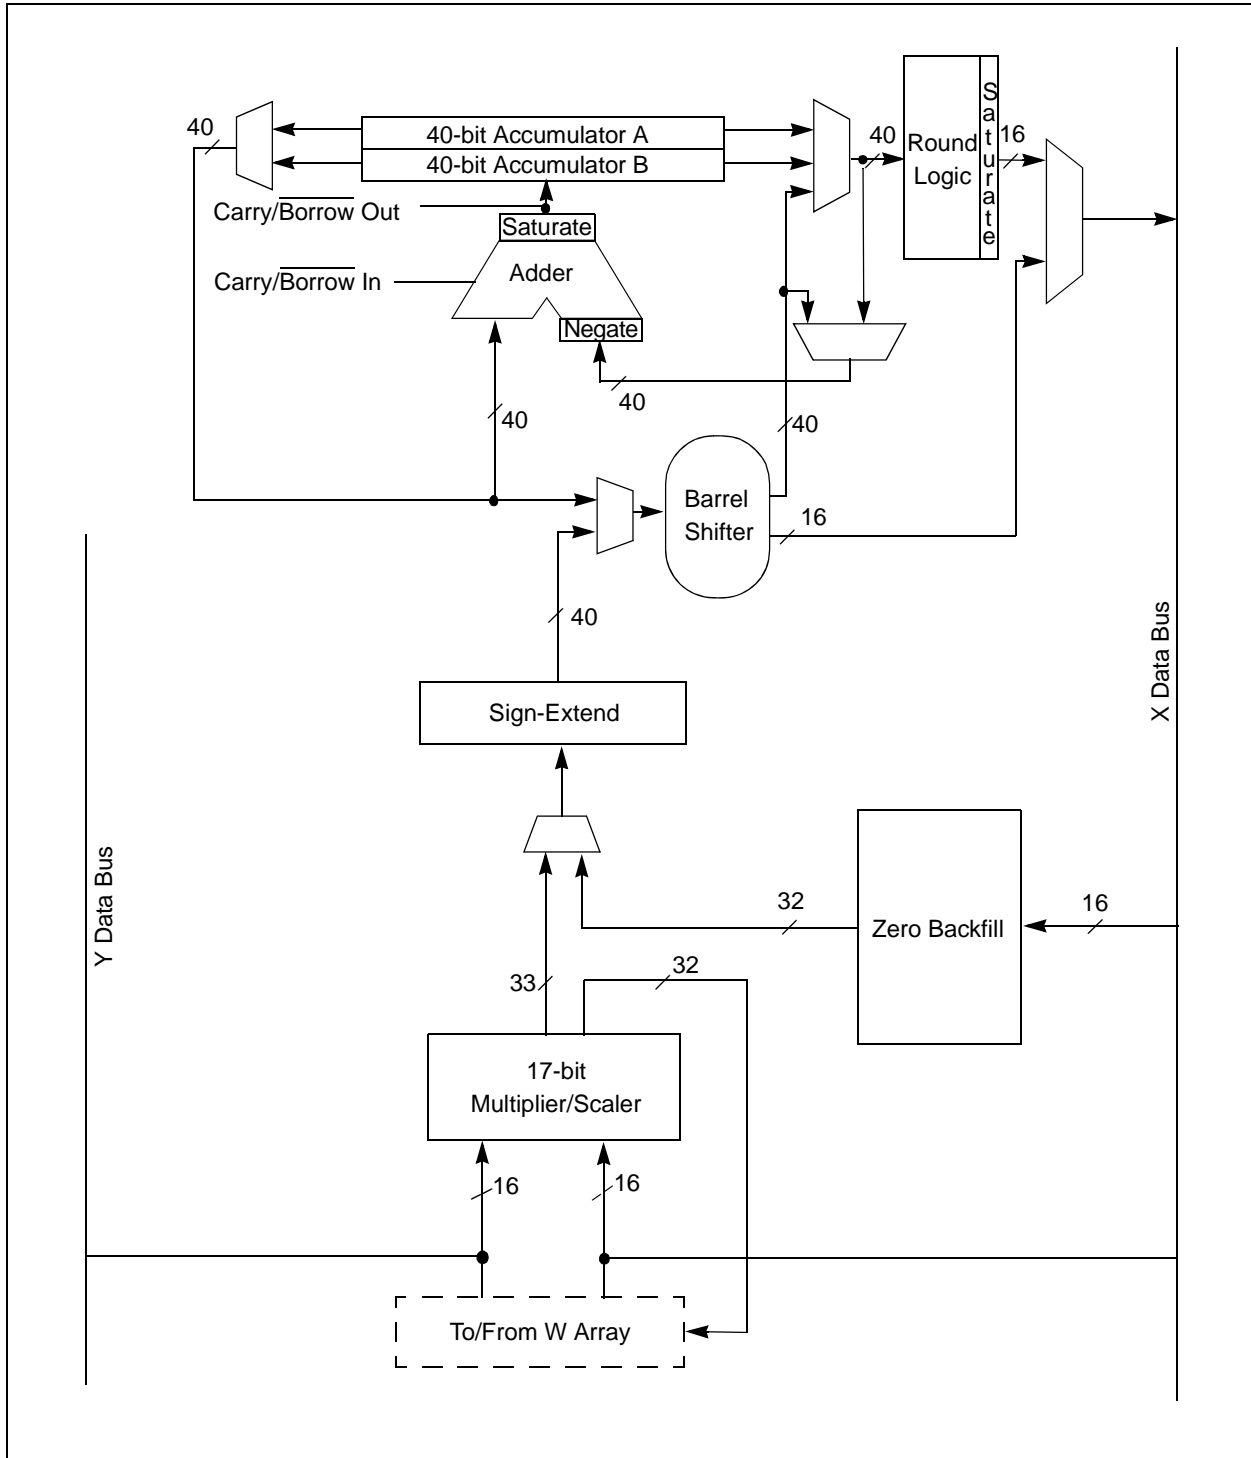 40
40-bit Accumulator A
40-bit Accumulator B
Carry/Borrow Out
Saturate
Carry/Borrow In
Adder
Negate
40
Round
Logic
Saturate
16
40
40
40
Barrel
Shifter
16
40
Sign-Extend
X Data Bus
Y Data Bus
33
32
32
Zero Backfill
16
17-bit
Multiplier/Scaler
16
16
To/From W Array